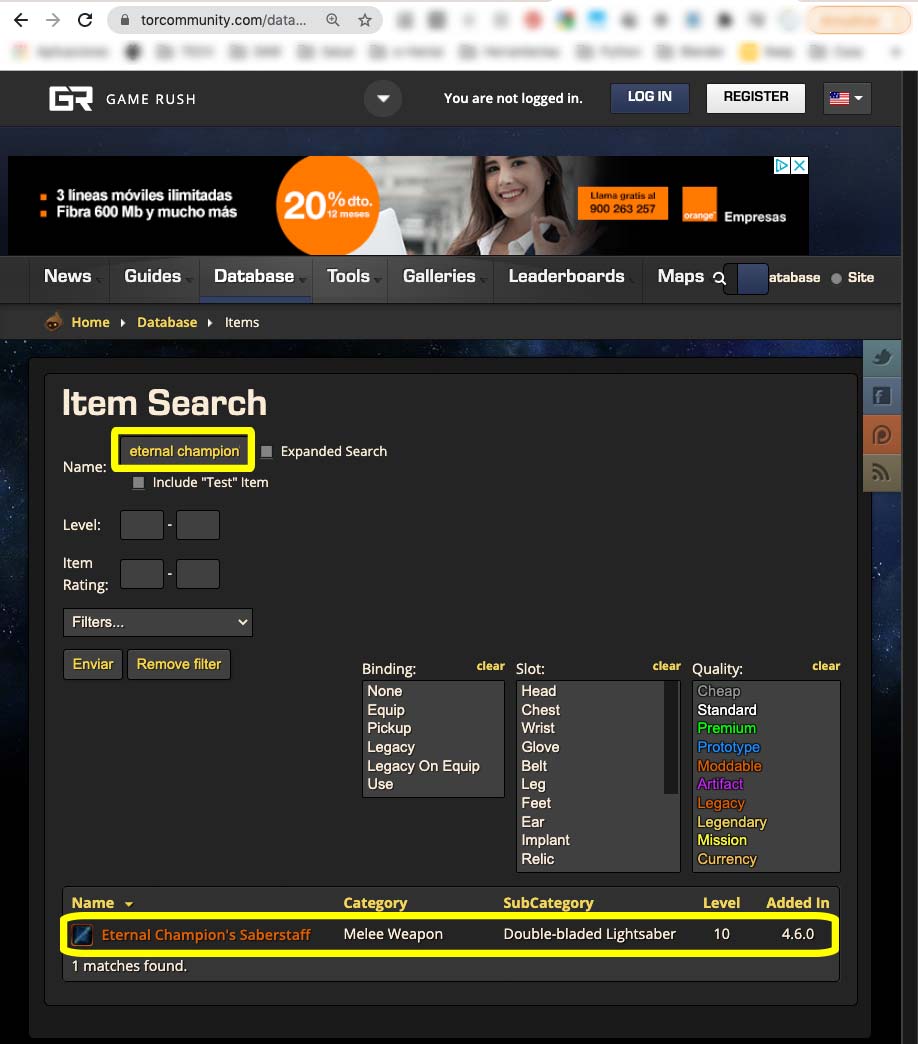 torcommunity.com/data...
GR GAME RUSH
You are not logged in.
LOG IN
REGISTER
3 líneas móviles ilimitadas
Fibra 600 Mb y mucho más
20% dto.
12 meses
Llama gratis al
900 263 257
orange™
Empresas
News
Guides
Database
Tools
Galleries
Leaderboards
Maps
atabase
Site
Home
Database
Items
Item Search
Name:
eternal champion
Expanded Search
Include "Test" Item
Level:
-
Item
Rating:
-
Filters...
Enviar
Remove filter
Binding:
clear
None
Equip
Pickup
Legacy
Legacy On Equip
Use
Slot:
clear
Head
Chest
Wrist
Glove
Belt
Leg
Feet
Ear
Implant
Relic
Quality:
clear
Cheap
Standard
Premium
Prototype
Moddable
Artifact
Legacy
Legendary
Mission
Currency
Name Category SubCategory Level Added In
Eternal Champion's Saberstaff Melee Weapon Double-bladed Lightsaber 10 4.6.0
1 matches found.